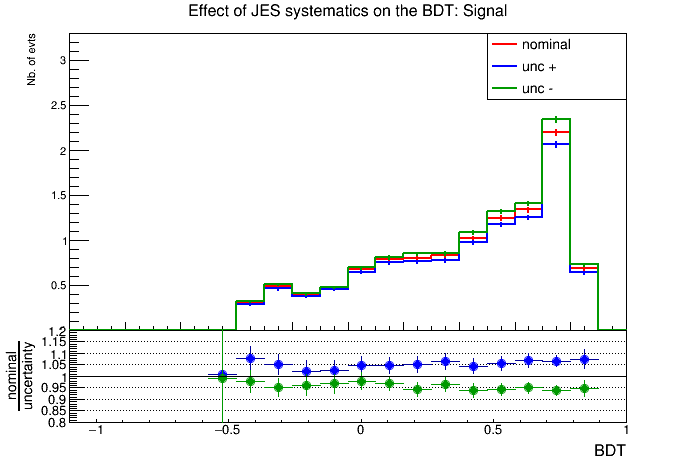 Effect of JES systematics on the BDT: Signal
Nb. of evts
3
2.5
2
1.5
1
0.5
nominal
unc +
unc -
nominal
uncertainty
1.2
1.15
1.1
1.05
1
0.95
0.9
0.85
0.8
−1
−0.5
0
0.5
1
BDT